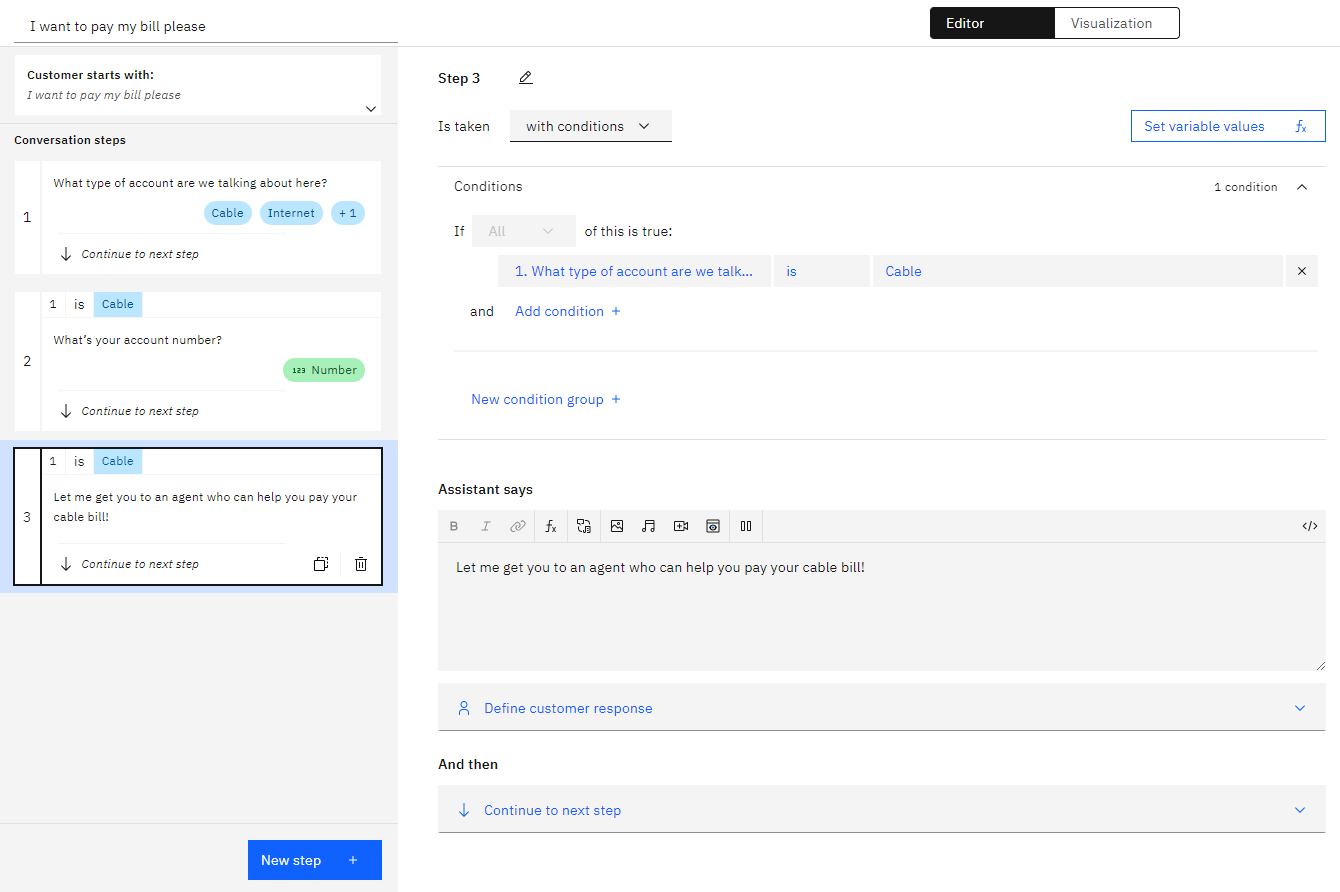 I want to pay my bill please
Editor
Visualization
Customer starts with:
I want to pay my bill please
Conversation steps
1
What type of account are we talking about here?
Cable
Internet
+ 1
Continue to next step
2
1 is Cable
What's your account number?
123 Number
Continue to next step
3
1 is Cable
Let me get you to an agent who can help you pay your
cable bill!
Continue to next step
New step +
Step 3
Is taken
with conditions
Set variable values fx
Conditions
1 condition
If All of this is true:
1. What type of account are we talk...
is
Cable
×
and Add condition +
New condition group +
Assistant says
B I fx </>
Let me get you to an agent who can help you pay your cable bill!
Define customer response
And then
Continue to next step